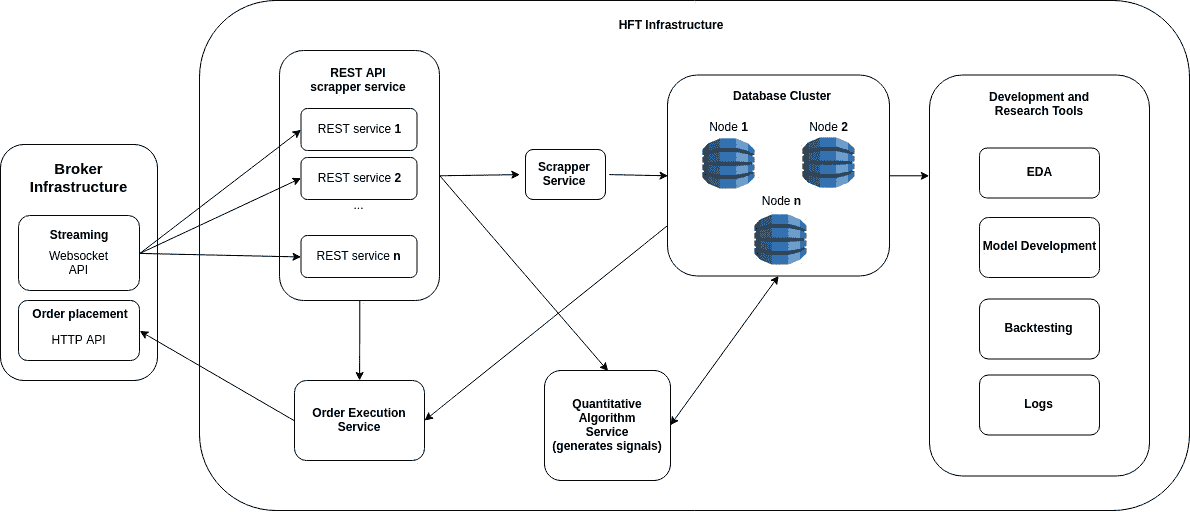 HFT Infrastructure
Broker
Infrastructure
Streaming
Websocket
API
Order placement
HTTP API
REST API
scrapper service
REST service 1
REST service 2
...
REST service n
Order Execution
Service
Scrapper
Service
Quantitative
Algorithm
Service
(generates signals)
Database Cluster
Node 1
Node 2
Node n
Development and
Research Tools
EDA
Model Development
Backtesting
Logs